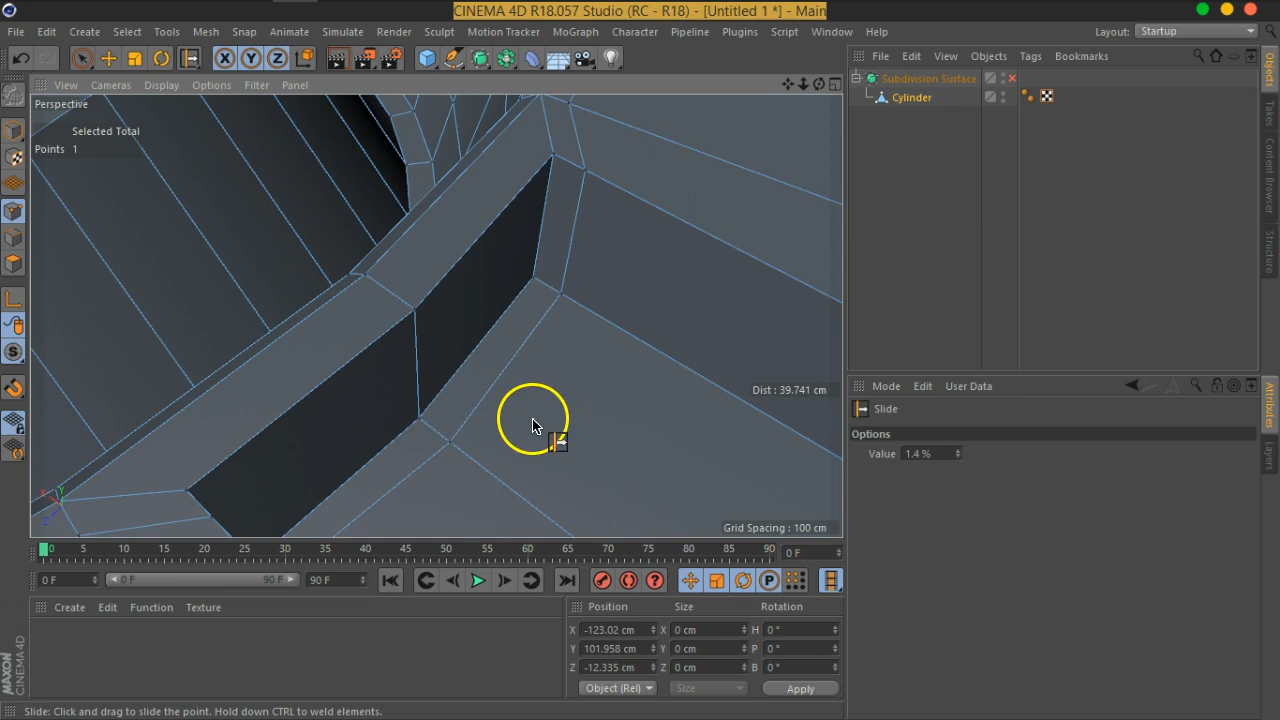 CINEMA 4D R18.057 Studio (RC - R18) - [Untitled 1 *] - Main
File Edit Create Select Tools Mesh Snap Animate Simulate Render Sculpt Motion Tracker MoGraph Character Pipeline Plugins Script Window Help Layout: Startup
File Edit View Objects Tags Bookmarks
Subdivision Surface
Cylinder
Objects
Takes
Content Browser
Structure
View Cameras Display Options Filter Panel
Perspective
Selected Total
Points 1
X Y Z
Dist : 39.741 cm
Grid Spacing : 100 cm
Mode Edit User Data
Slide
Options
Value 1.4 %
Attributes
Layers
0 5 10 15 20 25 30 35 40 45 50 55 60 65 70 75 80 85 90 0 F
0 F 0 F 90 F 90 F
Create Edit Function Texture
Position Size Rotation
X -123.02 cm X 0 cm H 0 °
Y 101.958 cm Y 0 cm P 0 °
Z -12.335 cm Z 0 cm B 0 °
Object (Rel) Size Apply
MAXON
CINEMA 4D
Slide: Click and drag to slide the point. Hold down CTRL to weld elements.